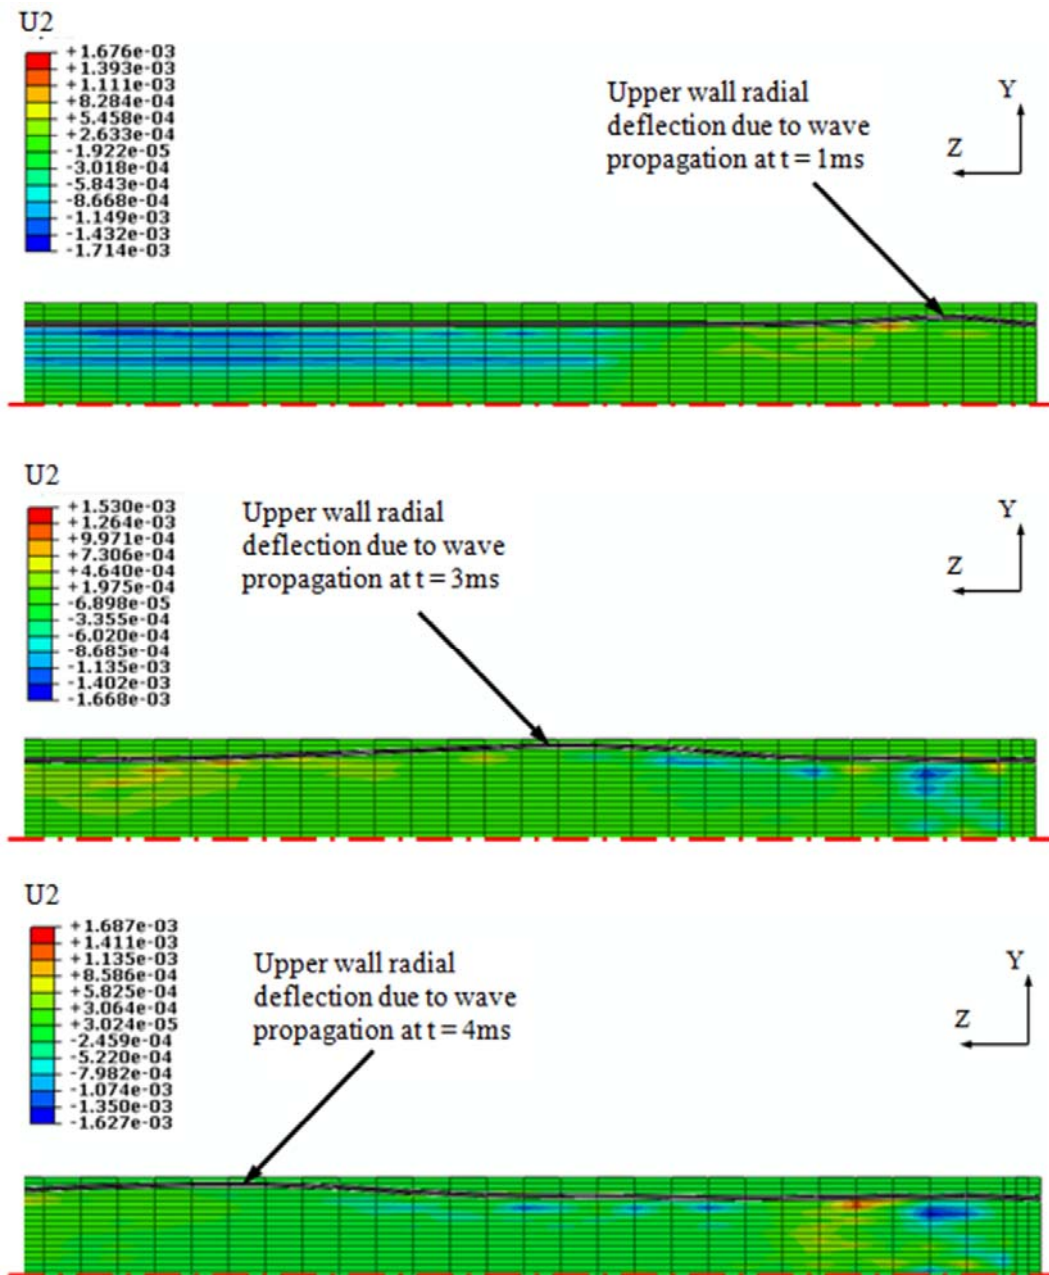 U2
+1.676e-03
+1.393e-03
+1.111e-03
+8.284e-04
+5.458e-04
+2.633e-04
-1.922e-05
-3.018e-04
-5.843e-04
-8.668e-04
-1.149e-03
-1.432e-03
-1.714e-03
Upper wall radial
deflection due to wave
propagation at t = 1ms
Y
Z
U2
+1.530e-03
+1.264e-03
+9.971e-04
+7.306e-04
+4.640e-04
+1.975e-04
-6.898e-05
-3.355e-04
-6.020e-04
-8.685e-04
-1.135e-03
-1.402e-03
-1.668e-03
Upper wall radial
deflection due to wave
propagation at t = 3ms
Y
Z
U2
+1.687e-03
+1.411e-03
+1.135e-03
+8.586e-04
+5.825e-04
+3.064e-04
+3.024e-05
-2.459e-04
-5.220e-04
-7.982e-04
-1.074e-03
-1.350e-03
-1.627e-03
Upper wall radial
deflection due to wave
propagation at t = 4ms
Y
Z